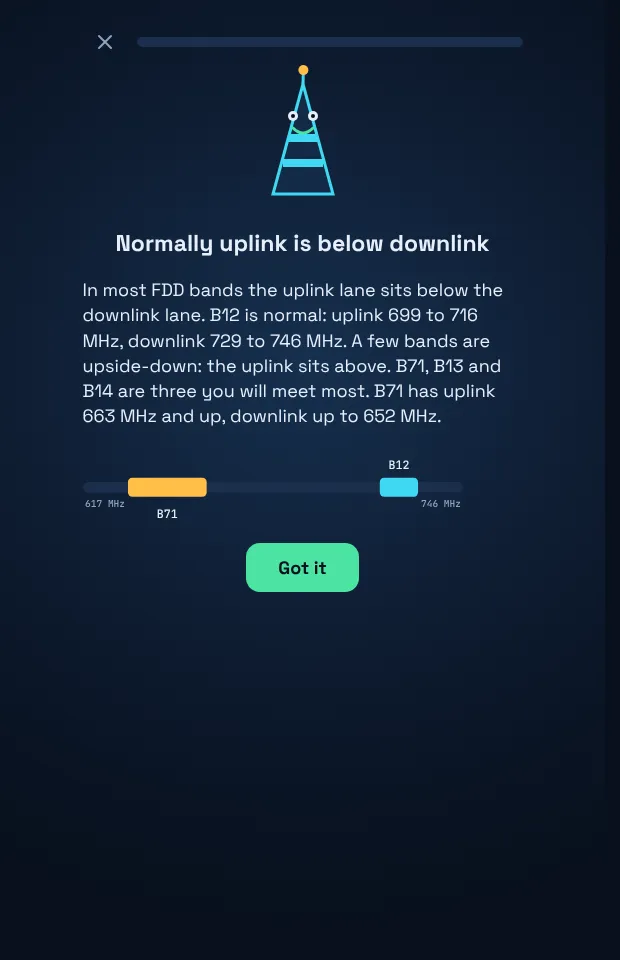 Normally uplink is below downlink
In most FDD bands the uplink lane sits below the
downlink lane. B12 is normal: uplink 699 to 716
MHz, downlink 729 to 746 MHz. A few bands are
upside-down: the uplink sits above. B71, B13 and
B14 are three you will meet most. B71 has uplink
663 MHz and up, downlink up to 652 MHz.
B12
617 MHz
746 MHz
B71
Got it